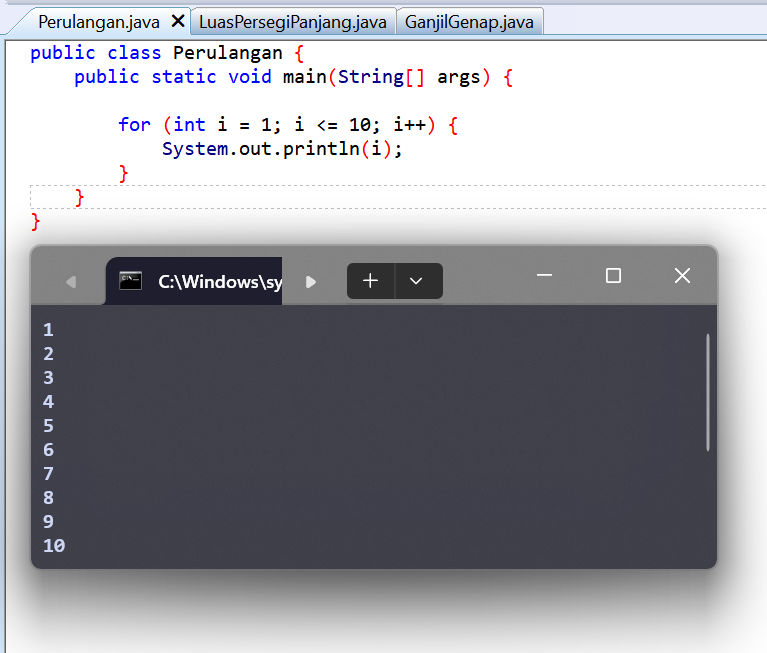 Perulangan.java LuasPersegiPanjang.java GanjilGenap.java
public class Perulangan {
    public static void main(String[] args) {
        for (int i = 1; i <= 10; i++) {
            System.out.println(i);
        }
    }
}
C:\Windows\sy
1
2
3
4
5
6
7
8
9
10